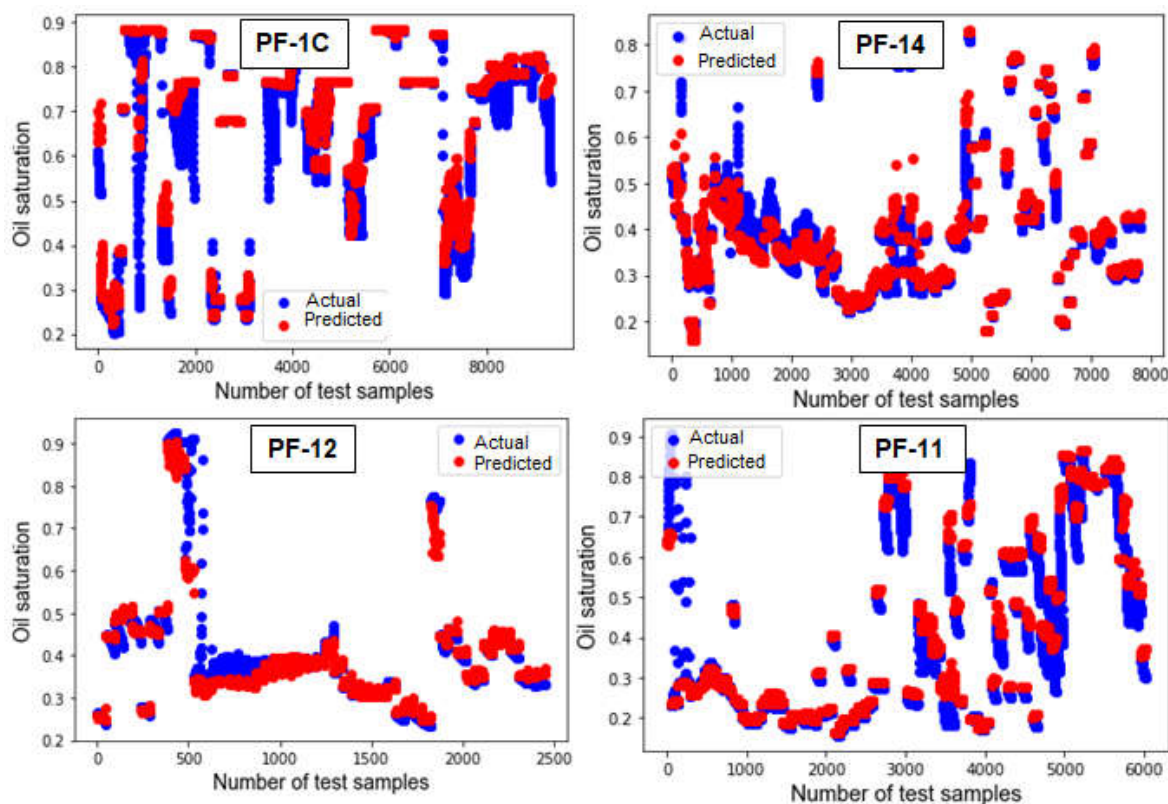 PF-1C
Oil saturation
0.9
0.8
0.7
0.6
0.5
0.4
0.3
0.2
Actual
Predicted
0
2000
4000
6000
8000
Number of test samples
PF-14
Actual
Predicted
Oil saturation
0.8
0.7
0.6
0.5
0.4
0.3
0.2
0
1000
2000
3000
4000
5000
6000
7000
8000
Number of test samples
PF-12
Actual
Predicted
Oil saturation
0.9
0.8
0.7
0.6
0.5
0.4
0.3
0.2
0
500
1000
1500
2000
2500
Number of test samples
PF-11
Actual
Predicted
Oil saturation
0.9
0.8
0.7
0.6
0.5
0.4
0.3
0.2
0
1000
2000
3000
4000
5000
6000
Number of test samples